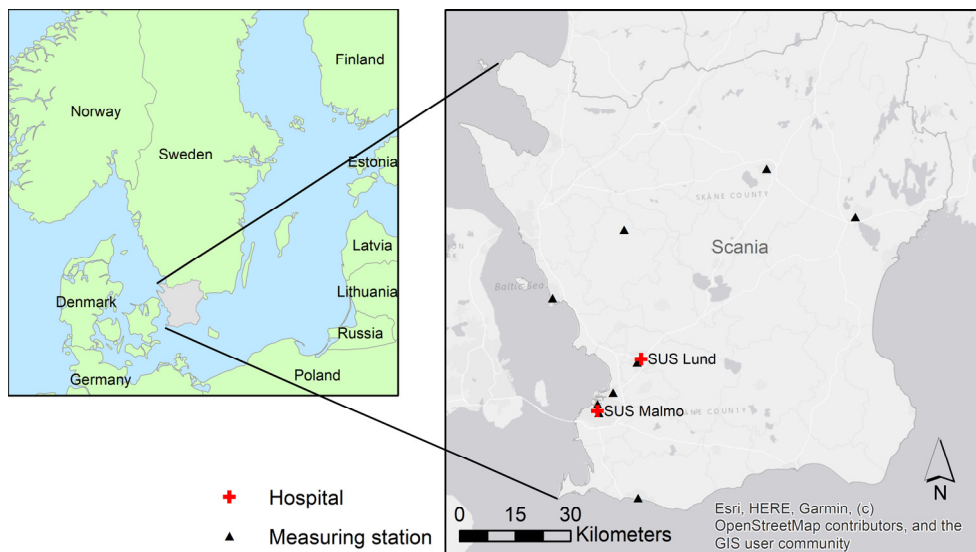 Finland
Norway
Sweden
Estonia
Latvia
Denmark
Lithuania
Russia
Germany
Poland
Hospital
Measuring station
SKÅNE COUNTY
Scania
Baltic Sea
SUS Lund
SUS Malmo
COUNTY
N
0 15 30
Kilometers
Esri, HERE, Garmin, (c)
OpenStreetMap contributors, and the
GIS user community